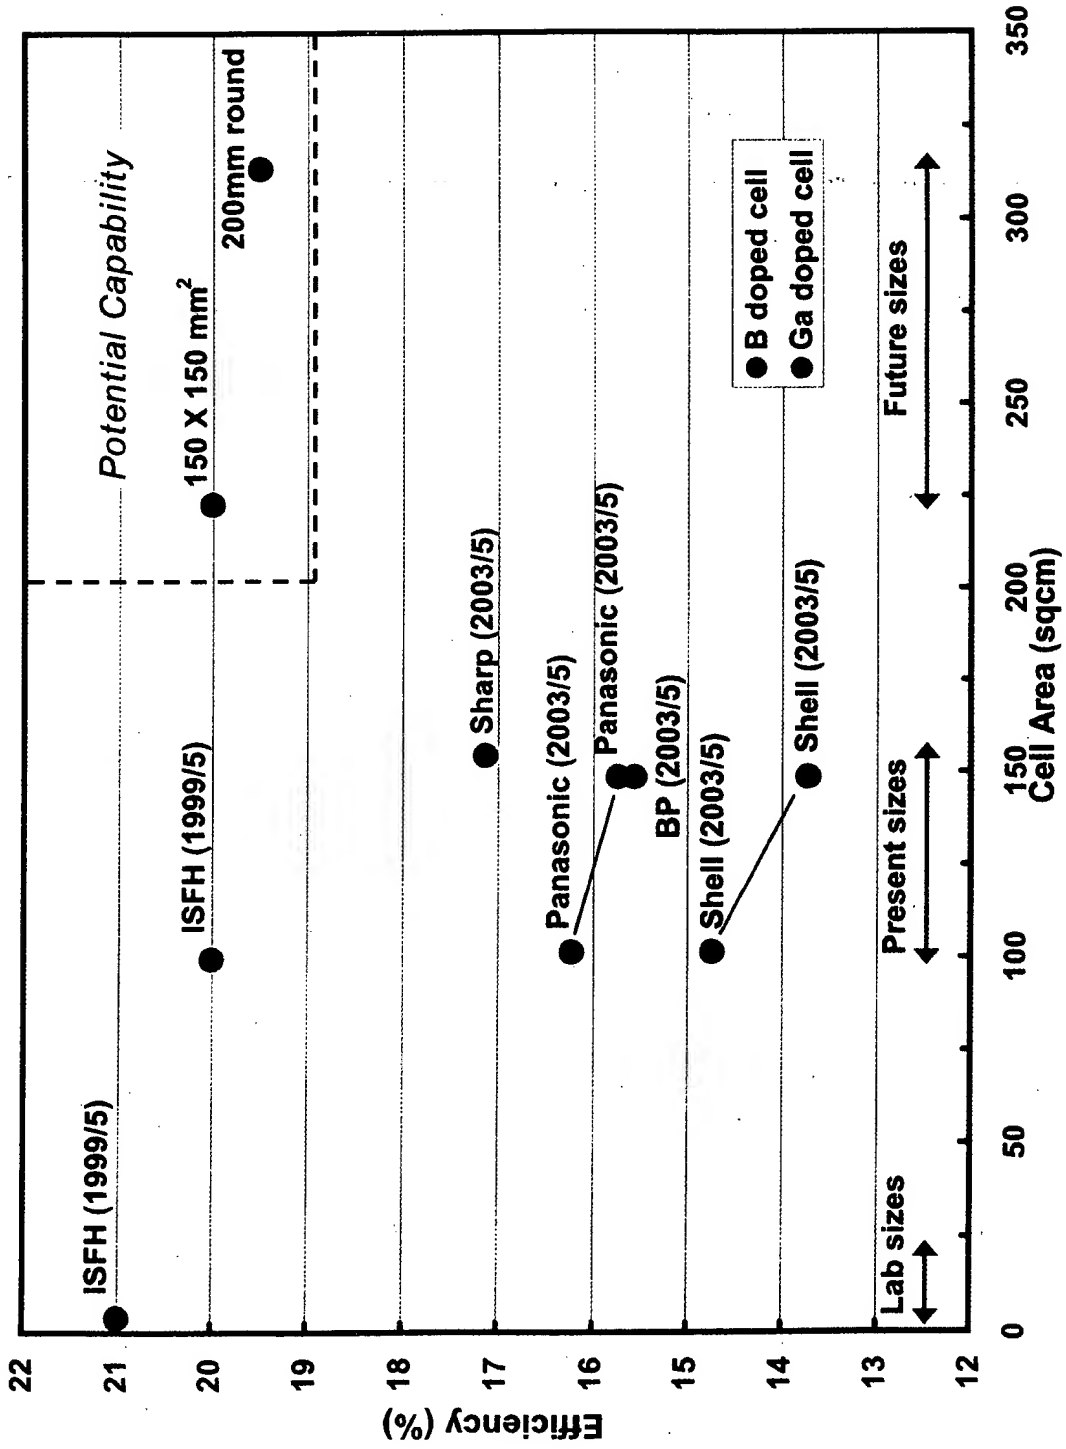 Efficiency (%)
22
21
20
19
18
17
16
15
14
13
12
0
50
100
150
200
250
300
350
Cell Area (sqcm)
ISFH (1999/5)
ISFH (1999/5)
150 X 150 mm²
200mm round
Potential Capability
Sharp (2003/5)
Panasonic (2003/5)
Panasonic (2003/5)
BP (2003/5)
Shell (2003/5)
Shell (2003/5)
B doped cell
Ga doped cell
Lab sizes
Present sizes
Future sizes